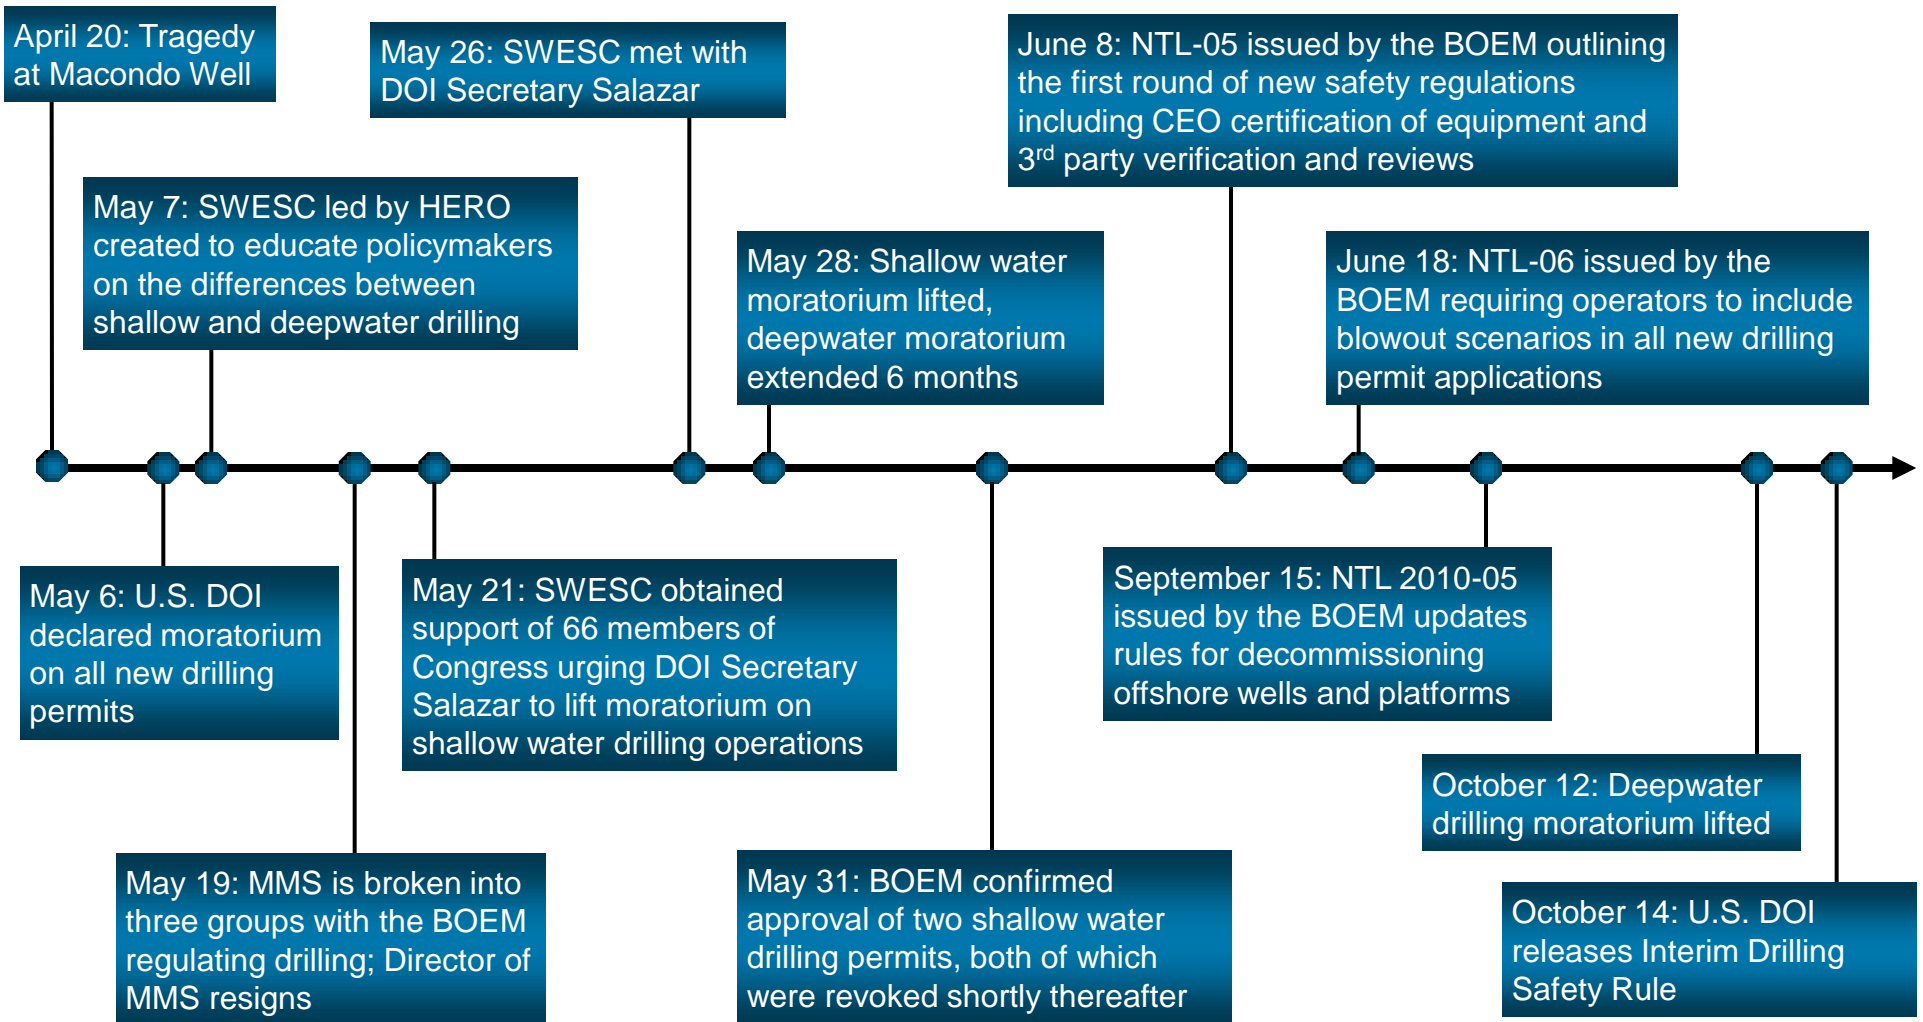 April 20: Tragedy
at Macondo Well
May 26: SWESC met with
DOI Secretary Salazar
June 8: NTL-05 issued by the BOEM outlining
the first round of new safety regulations
including CEO certification of equipment and
3rd party verification and reviews
May 7: SWESC led by HERO
created to educate policymakers
on the differences between
shallow and deepwater drilling
May 28: Shallow water
moratorium lifted,
deepwater moratorium
extended 6 months
June 18: NTL-06 issued by the
BOEM requiring operators to include
blowout scenarios in all new drilling
permit applications
May 6: U.S. DOI
declared moratorium
on all new drilling
permits
May 21: SWESC obtained
support of 66 members of
Congress urging DOI Secretary
Salazar to lift moratorium on
shallow water drilling operations
September 15: NTL 2010-05
issued by the BOEM updates
rules for decommissioning
offshore wells and platforms
October 12: Deepwater
drilling moratorium lifted
May 19: MMS is broken into
three groups with the BOEM
regulating drilling; Director of
MMS resigns
May 31: BOEM confirmed
approval of two shallow water
drilling permits, both of which
were revoked shortly thereafter
October 14: U.S. DOI
releases Interim Drilling
Safety Rule